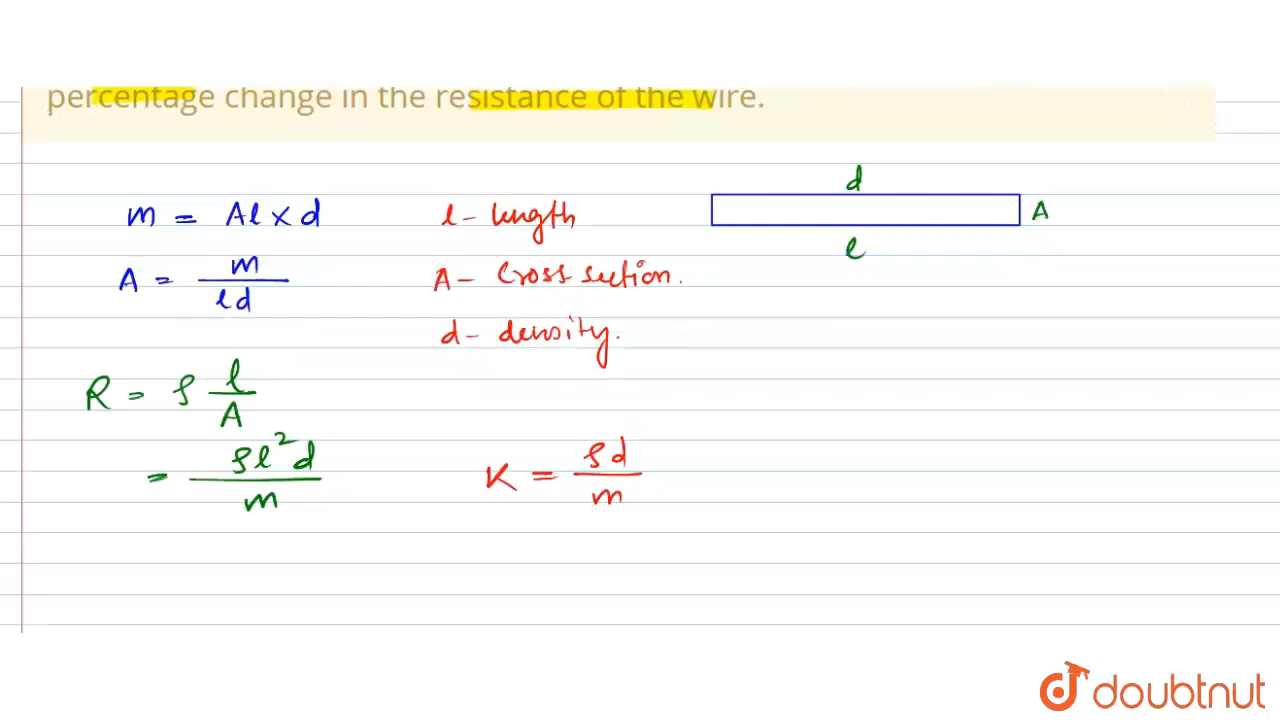 percentage change in the resistance of the wire.
m = Al × d
l - length
d
A
l
A = m / ld
A - Cross section.
d - density.
R = ρ l / A
= ρl²d / m
K = ρd / m
doubtnut